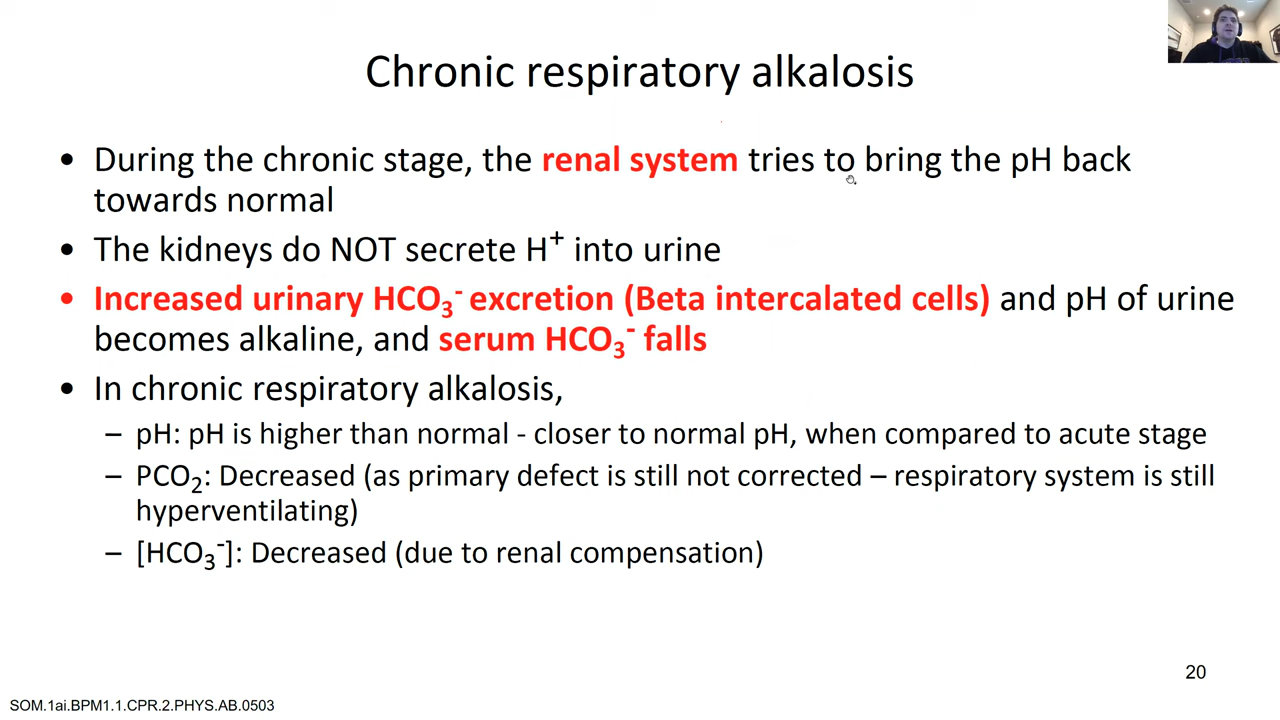 Chronic respiratory alkalosis
• During the chronic stage, the renal system tries to bring the pH back
towards normal
• The kidneys do NOT secrete H⁺ into urine
• Increased urinary HCO₃⁻ excretion (Beta intercalated cells) and pH of urine
becomes alkaline, and serum HCO₃⁻ falls
• In chronic respiratory alkalosis,
– pH: pH is higher than normal - closer to normal pH, when compared to acute stage
– PCO₂: Decreased (as primary defect is still not corrected – respiratory system is still
hyperventilating)
– [HCO₃⁻]: Decreased (due to renal compensation)
20
SOM.1ai.BPM1.1.CPR.2.PHYS.AB.0503